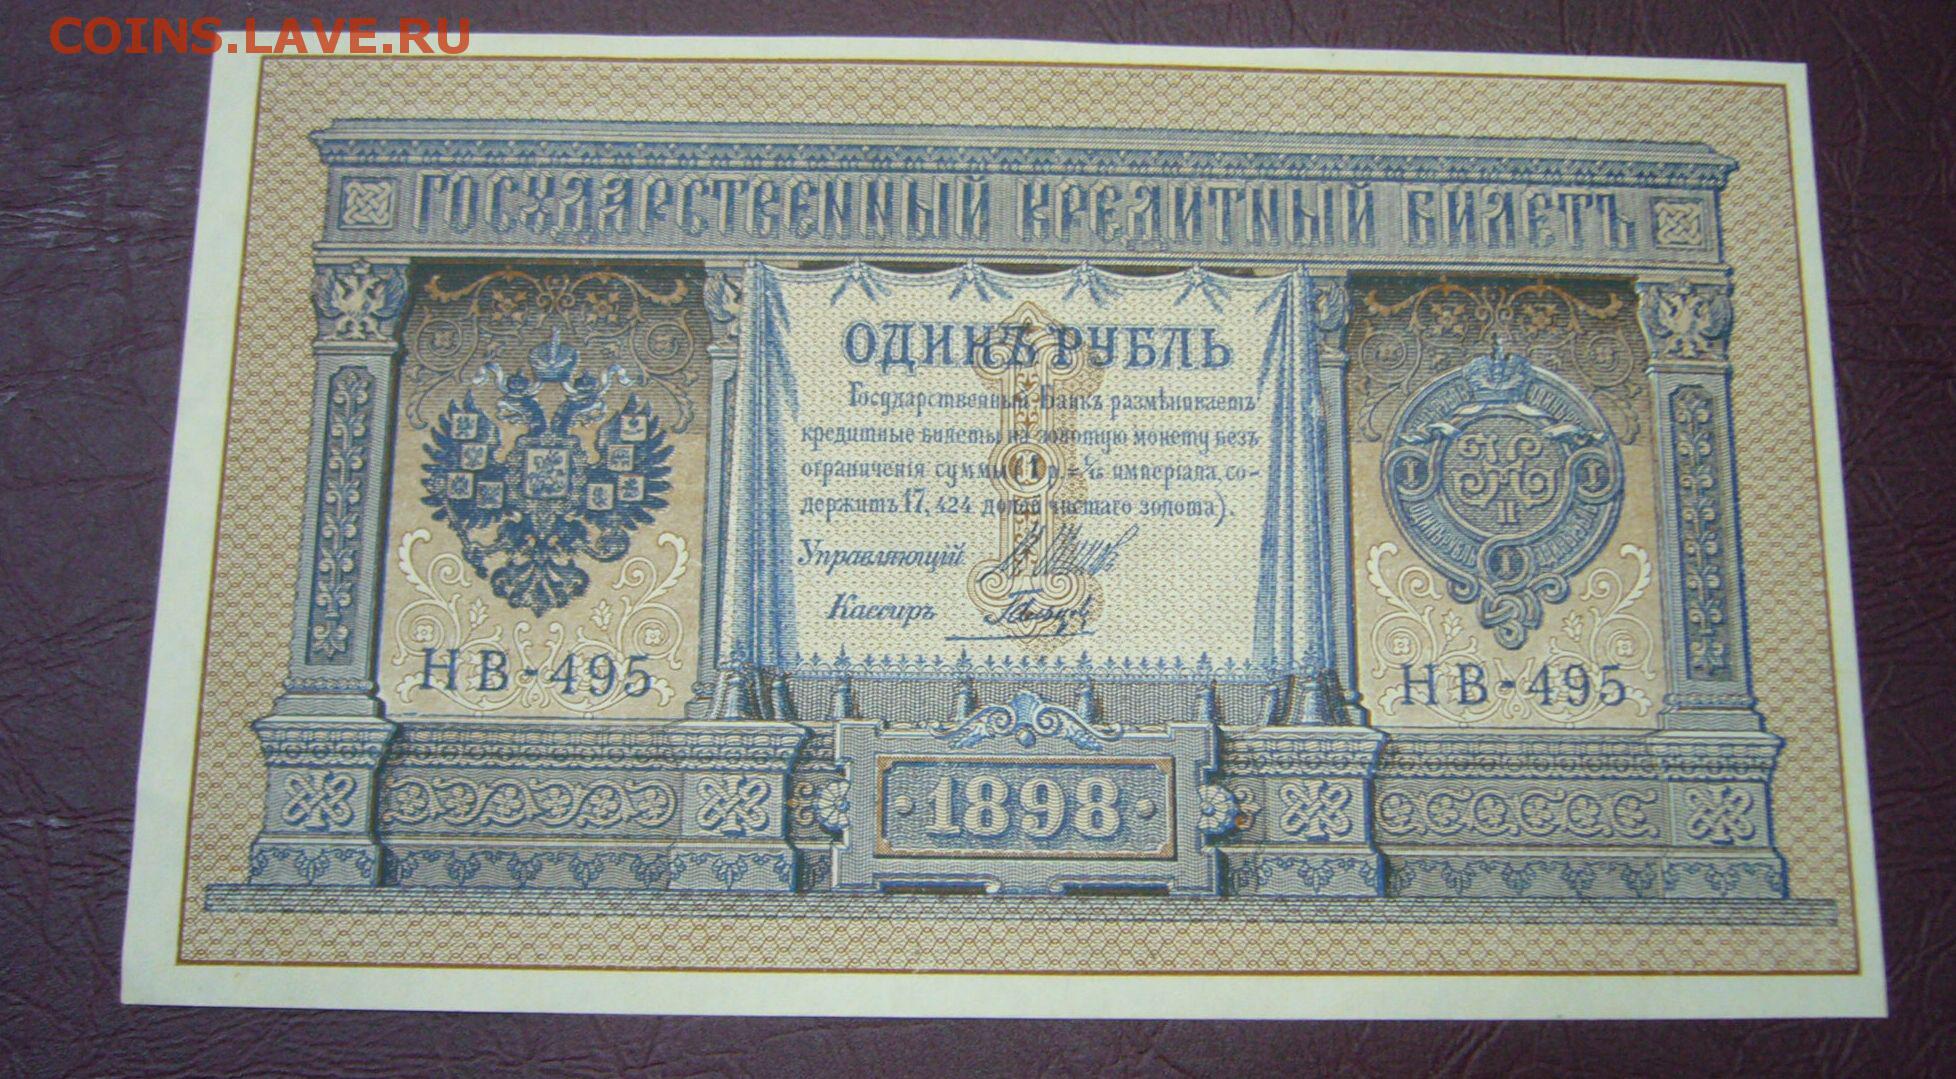 COINS.LAVE.RU
ГОСУДАРСТВЕННЫЙ КРЕДИТНЫЙ БИЛЕТЪ
ОДИНЪ РУБЛЬ
Государственный Банкъ размѣниваетъ
кредитные билеты на золотую монету безъ
ограниченія суммы (1 р. = 1/15 имперіала, со-
держитъ 17,424 долей чистаго золота).
Управляющій
Кассиръ
НВ-495
НВ-495
1898